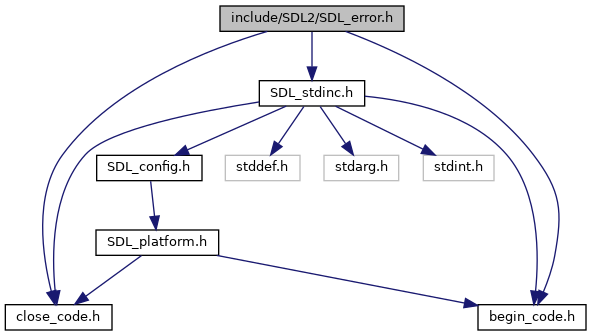 include/SDL2/SDL_error.h
SDL_stdinc.h
SDL_config.h
stddef.h
stdarg.h
stdint.h
SDL_platform.h
close_code.h
begin_code.h